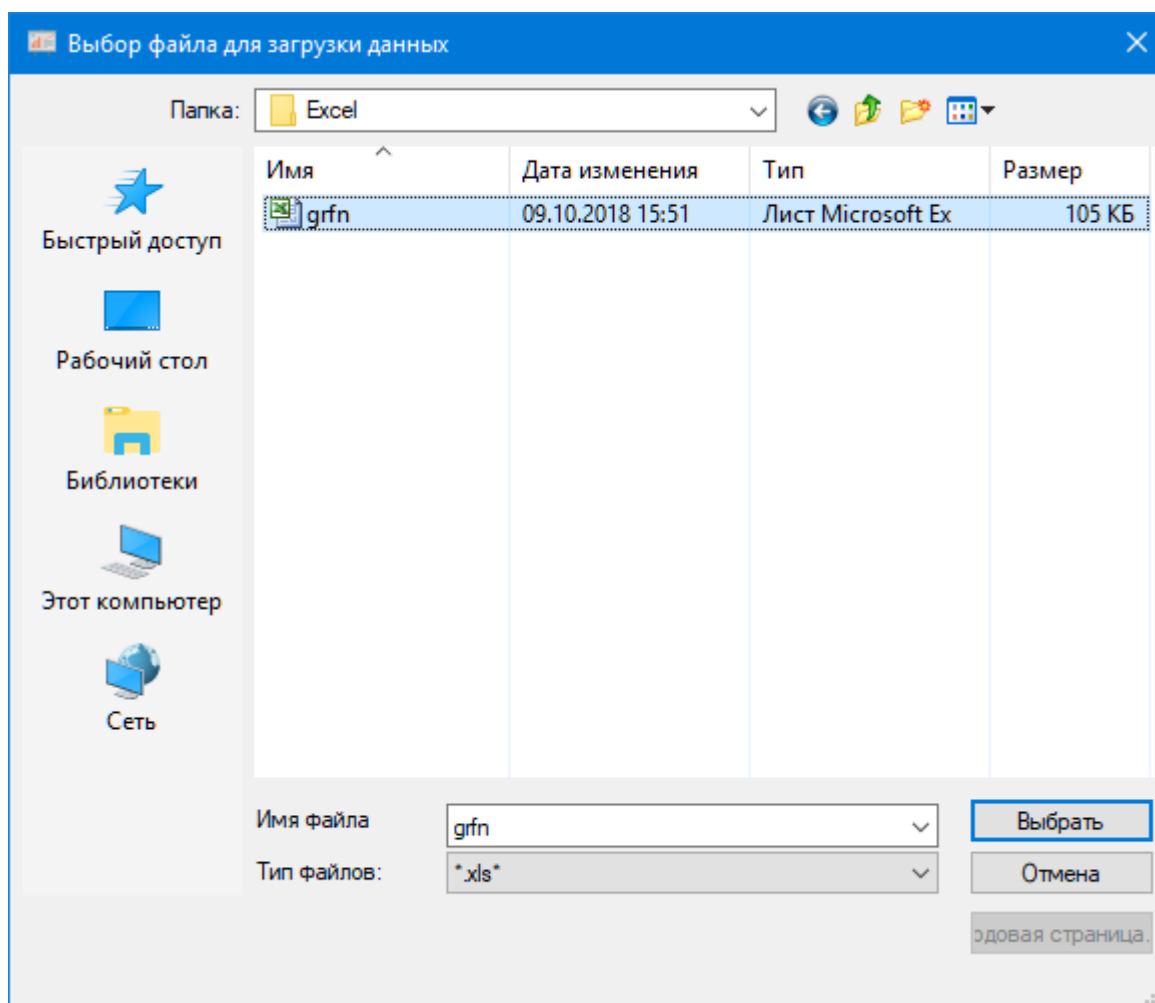 Выбор файла для загрузки данных
Папка: Excel
Имя Дата изменения Тип Размер
grfn 09.10.2018 15:51 Лист Microsoft Ex 105 КБ
Быстрый доступ
Рабочий стол
Библиотеки
Этот компьютер
Сеть
Имя файла grfn Выбрать
Тип файлов: *.xls* Отмена
одовая страница.